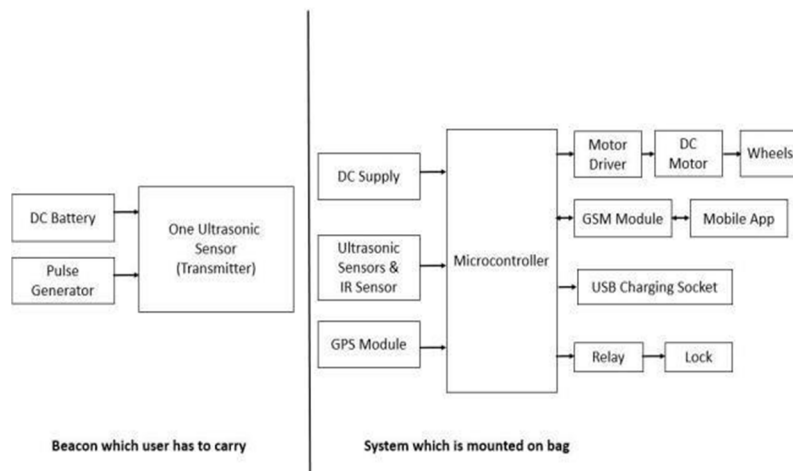 DC Battery
Pulse
Generator
One Ultrasonic
Sensor
(Transmitter)
Beacon which user has to carry
DC Supply
Ultrasonic
Sensors &
IR Sensor
GPS Module
Microcontroller
Motor
Driver
DC
Motor
Wheels
GSM Module
Mobile App
USB Charging Socket
Relay
Lock
System which is mounted on bag